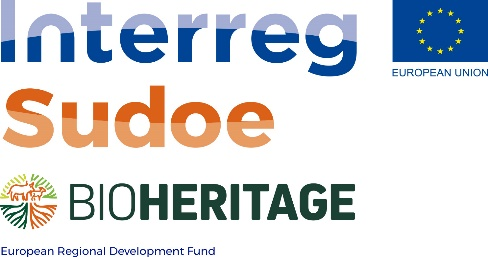 Interreg
EUROPEAN UNION
Sudoe
BIOHERITAGE
European Regional Development Fund